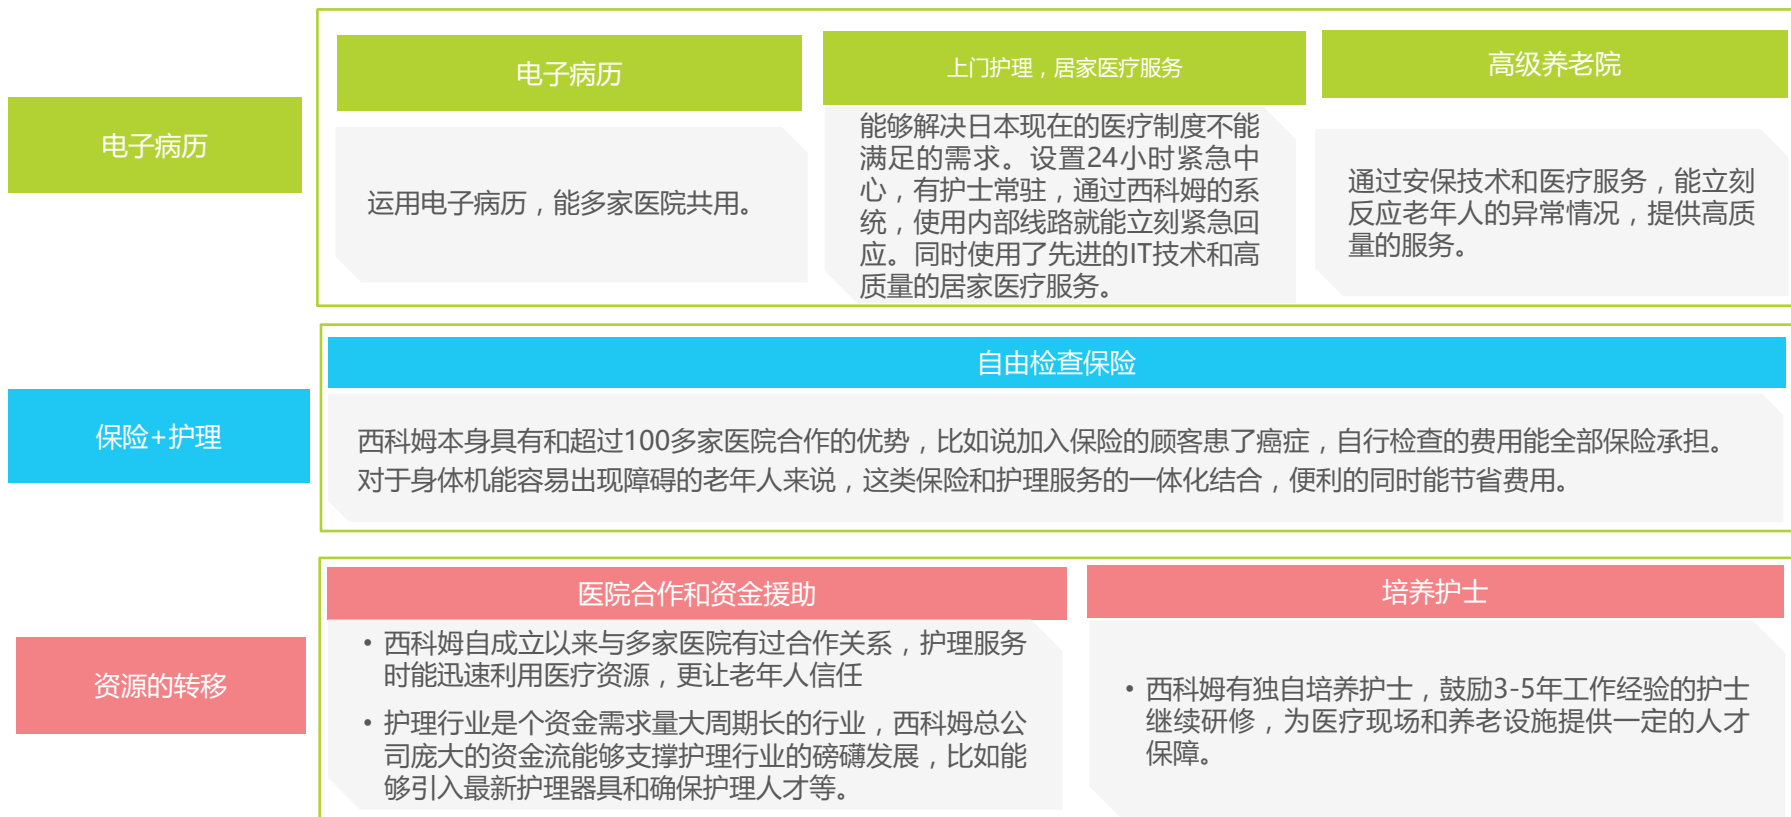 电子病历
电子病历
运用电子病历，能多家医院共用。
上门护理，居家医疗服务
能够解决日本现在的医疗制度不能
满足的需求。设置24小时紧急中
心，有护士常驻，通过西科姆的系
统，使用内部线路就能立刻紧急回
应。同时使用了先进的IT技术和高
质量的居家医疗服务。
高级养老院
通过安保技术和医疗服务，能立刻
反应老年人的异常情况，提供高质
量的服务。
保险+护理
自由检查保险
西科姆本身具有和超过100多家医院合作的优势，比如说加入保险的顾客患了癌症，自行检查的费用能全部保险承担。
对于身体机能容易出现障碍的老年人来说，这类保险和护理服务的一体化结合，便利的同时能节省费用。
资源的转移
医院合作和资金援助
• 西科姆自成立以来与多家医院有过合作关系，护理服务
时能迅速利用医疗资源，更让老年人信任
• 护理行业是个资金需求量大周期长的行业，西科姆总公
司庞大的资金流能够支撑护理行业的磅礴发展，比如能
够引入最新护理器具和确保护理人才等。
培养护士
• 西科姆有独自培养护士，鼓励3-5年工作经验的护士
继续研修，为医疗现场和养老设施提供一定的人才
保障。